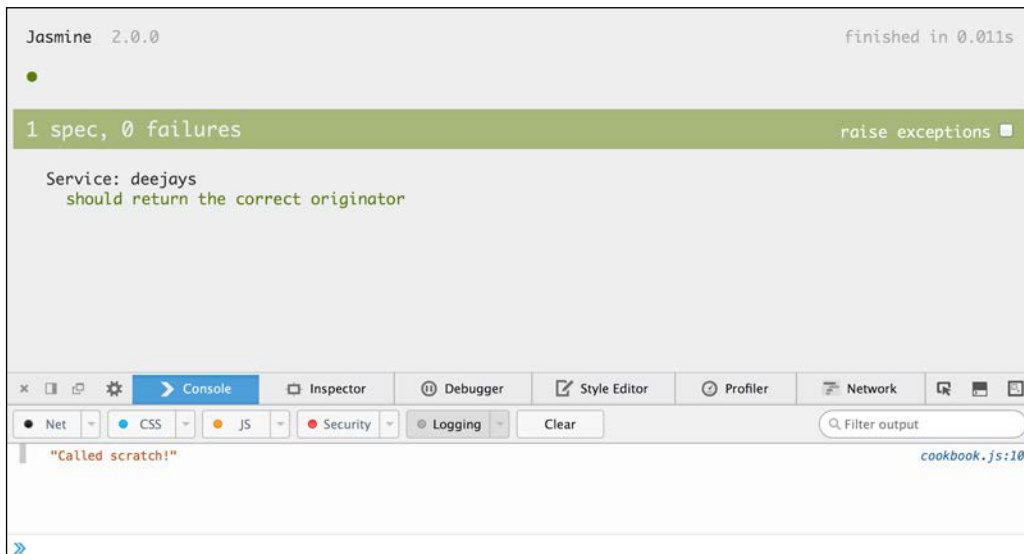 Jasmine 2.0.0 finished in 0.011s
1 spec, 0 failures raise exceptions
Service: deejays
should return the correct originator
Console Inspector Debugger Style Editor Profiler Network
Net CSS JS Security Logging Clear Filter output
"Called scratch!" cookbook.js:10